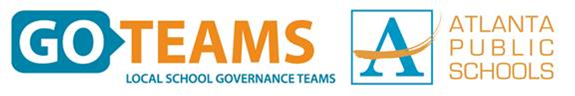 GO TEAMS
LOCAL SCHOOL GOVERNANCE TEAMS
A
ATLANTA
PUBLIC
SCHOOLS